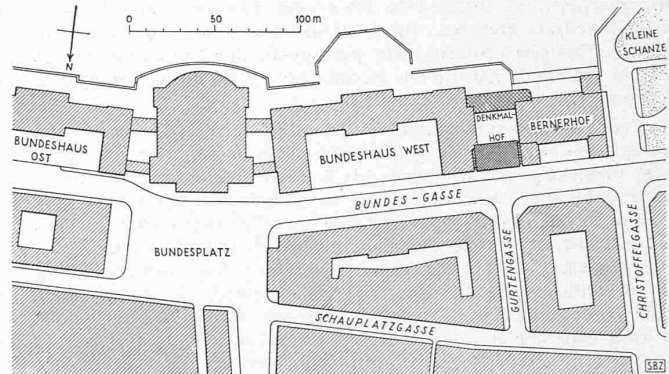 0 50 100 m
N
KLEINE
SCHANZE
DENKMAL-
HOF
BERNERHOF
BUNDESHAUS
OST
BUNDESHAUS WEST
BUNDES-GASSE
BUNDESPLATZ
GURTENGASSE
CHRISTOFFELGASSE
SCHAUPLATZGASSE
SBZ